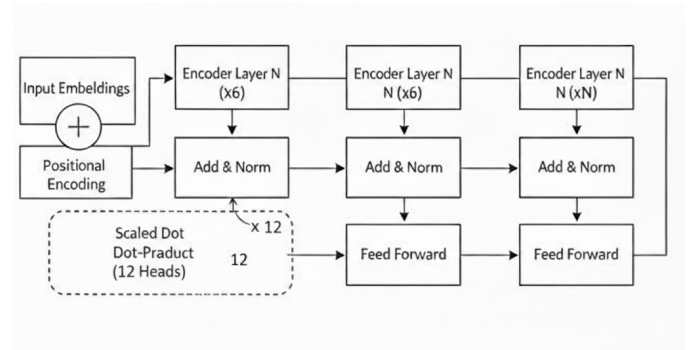 Input Embeldings
+
Positional
Encoding
Encoder Layer N
(x6)
Encoder Layer N
N (x6)
Encoder Layer N
N (xN)
Add & Norm
Add & Norm
Add & Norm
x 12
Scaled Dot
Dot-Praduct
(12 Heads)
12
Feed Forward
Feed Forward